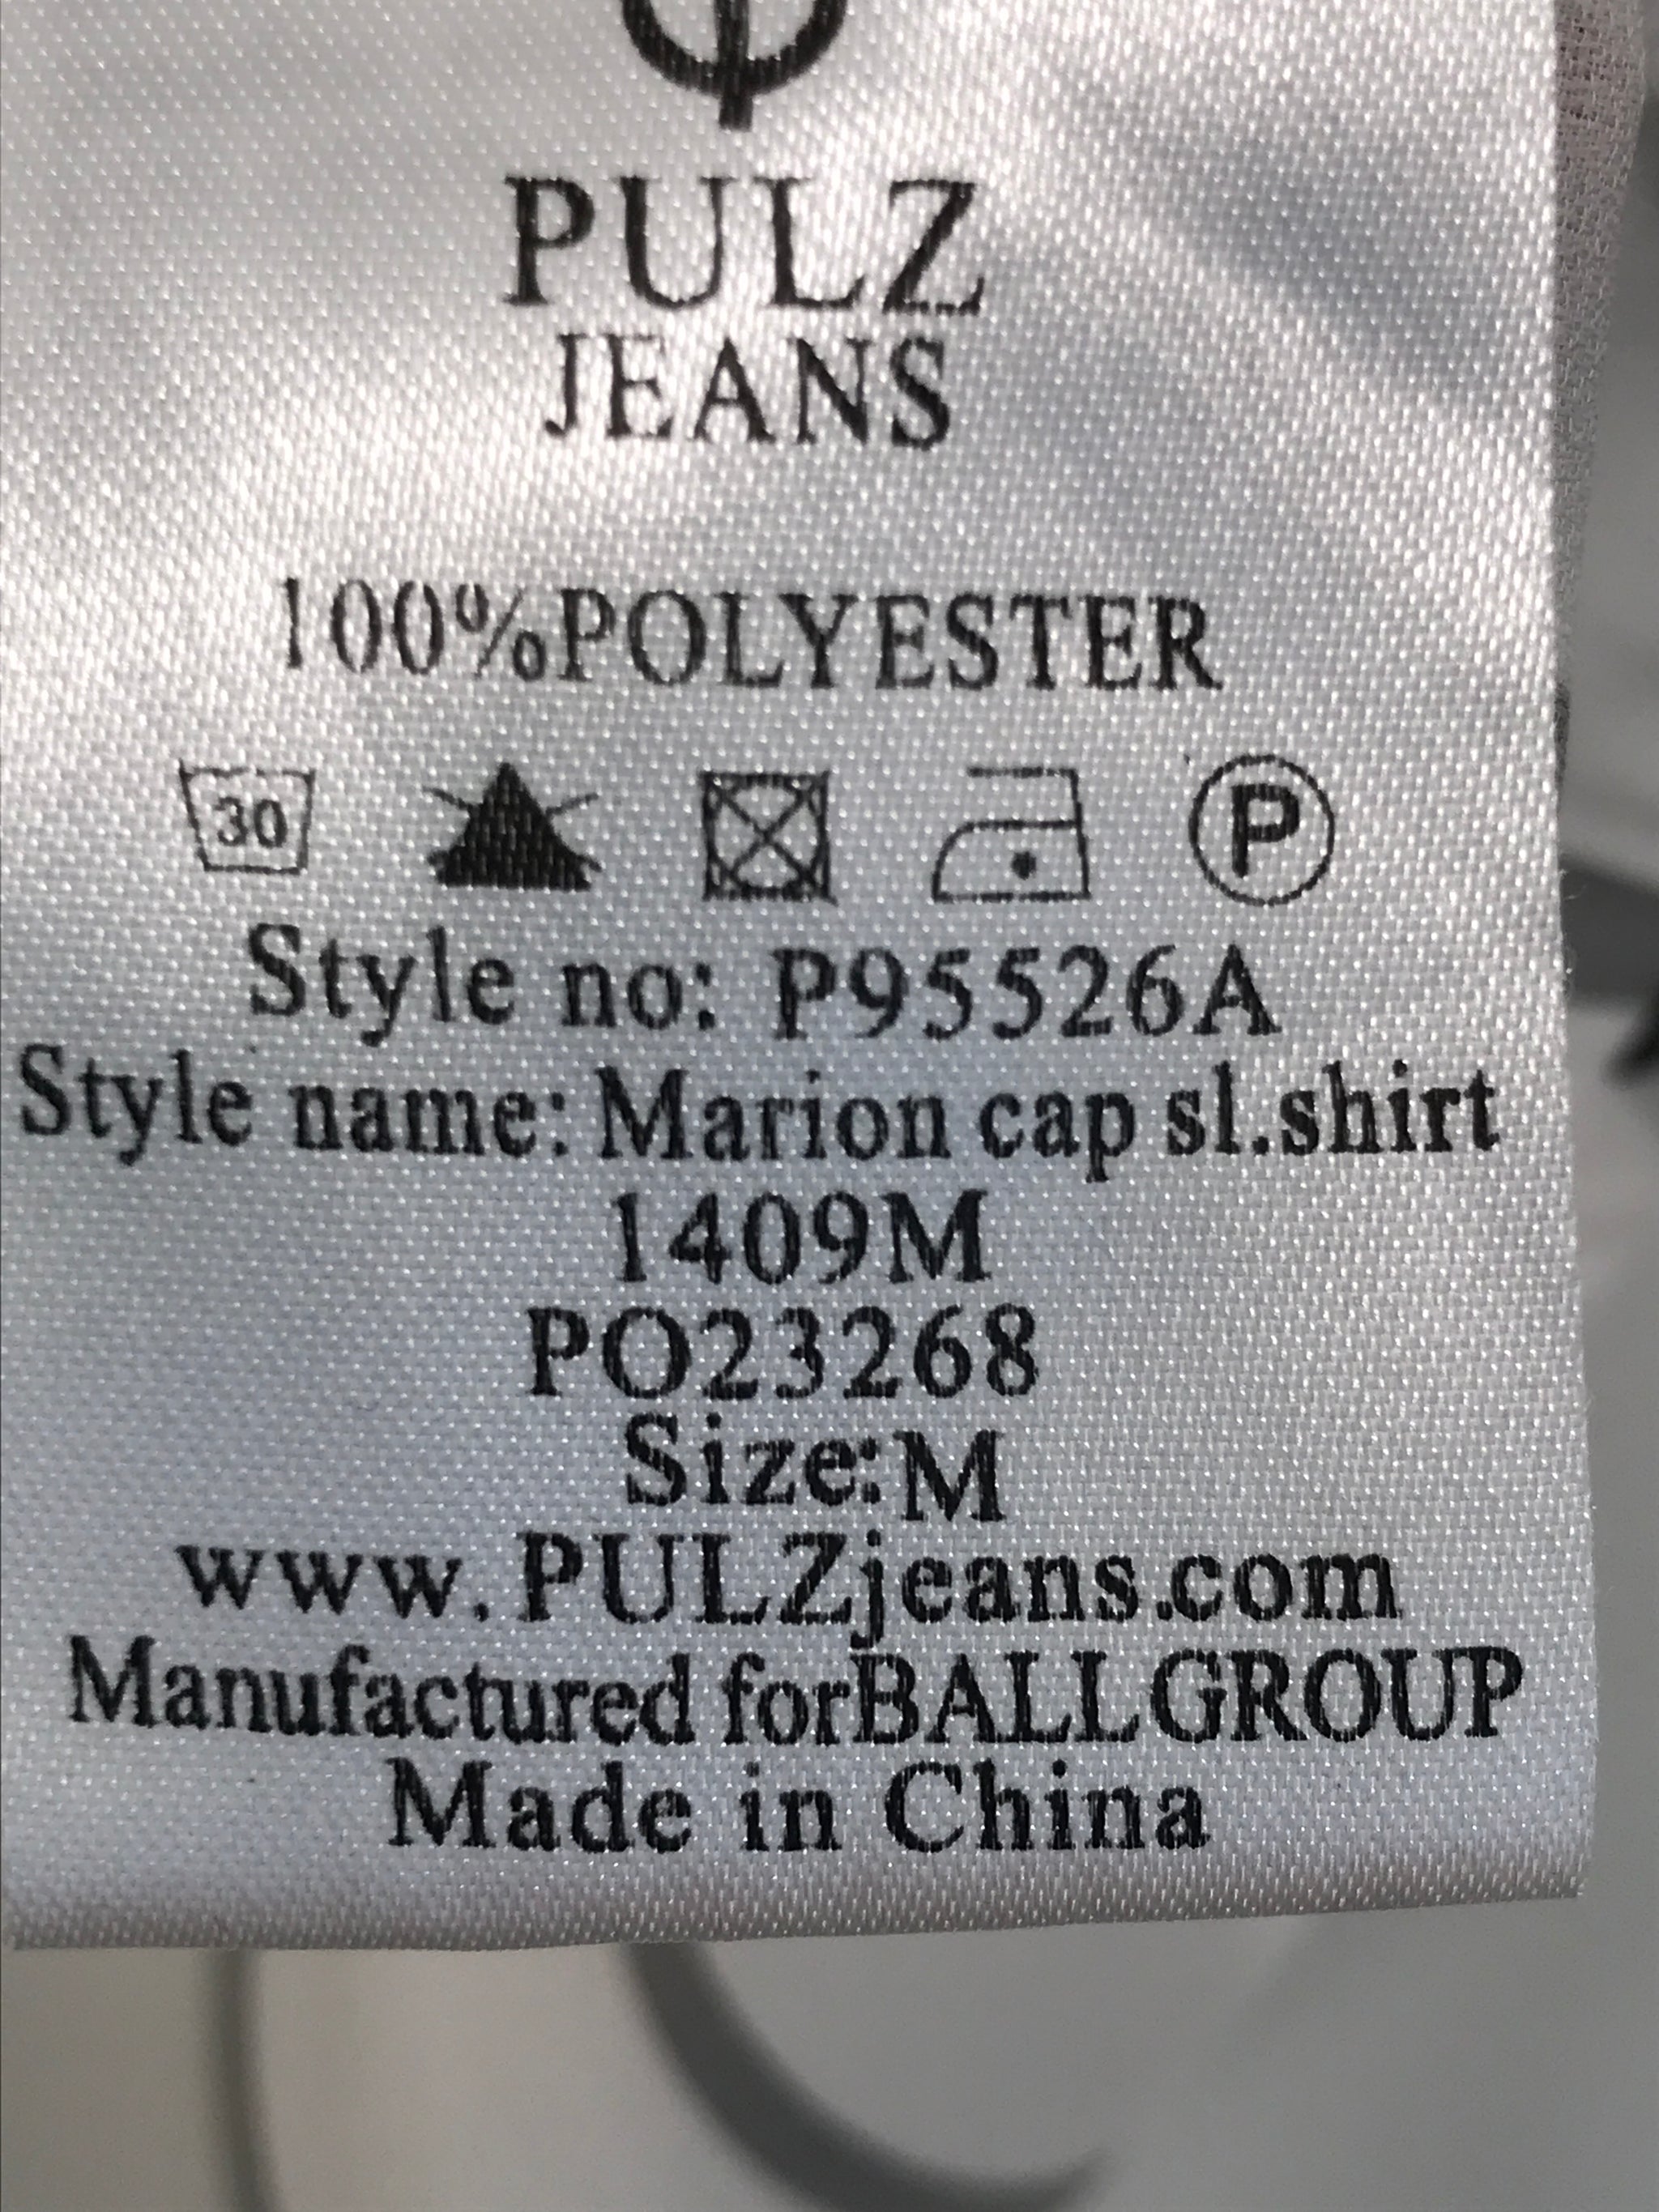 PULZ
JEANS
100%POLYESTER
30 P
Style no: P95526A
Style name: Marion cap sl.shirt
1409M
PO23268
Size:M
www.PULZjeans.com
Manufactured forBALLGROUP
Made in China